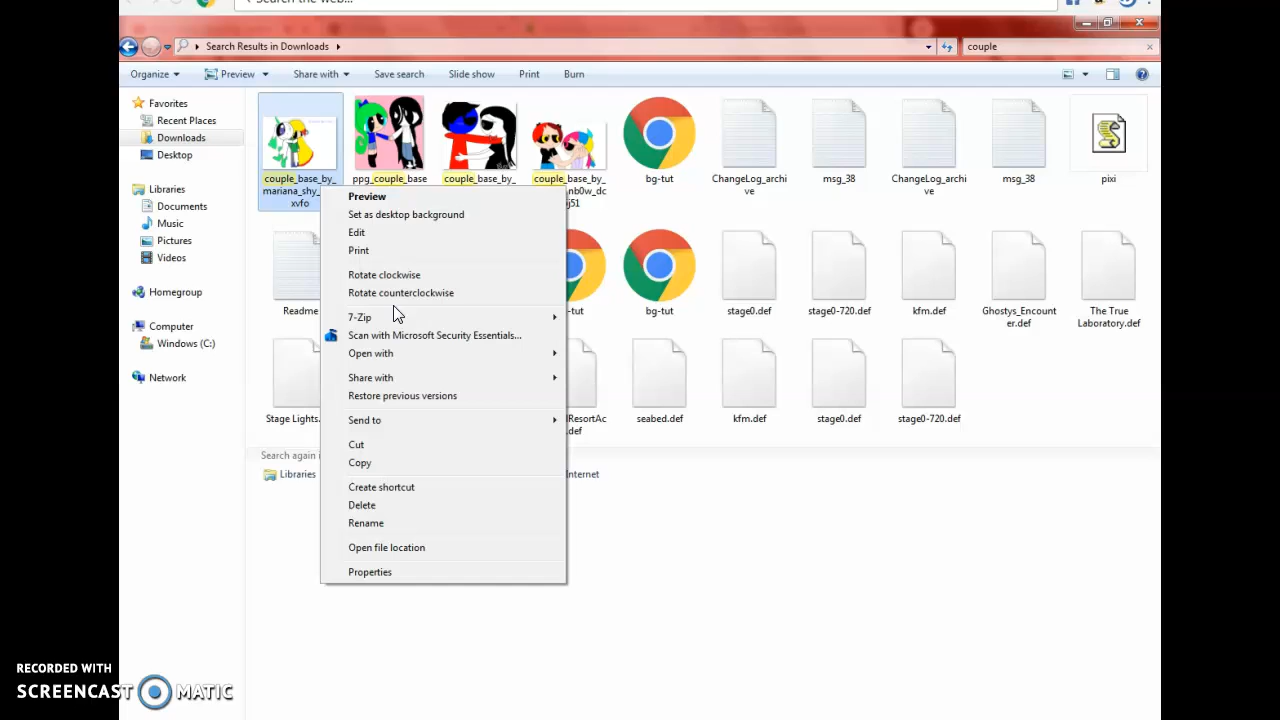 Search the web...
Search Results in Downloads
couple
Organize
Preview
Share with
Save search
Slide show
Print
Burn
Favorites
Recent Places
Downloads
Desktop
Libraries
Documents
Music
Pictures
Videos
Homegroup
Computer
Windows (C:)
Network
couple_base_by_
mariana_shy_
xvfo
ppg_couple_base
couple_base_by_
couple_base_by_
nb0w_dc
j51
bg-tut
ChangeLog_archi
ve
msg_38
ChangeLog_archi
ve
msg_38
pixi
Readme
-tut
bg-tut
stage0.def
stage0-720.def
kfm.def
Ghostys_Encount
er.def
The True
Laboratory.def
Stage Lights.
lResortAc
.def
seabed.def
kfm.def
stage0.def
stage0-720.def
Search again i
Libraries
Internet
Preview
Set as desktop background
Edit
Print
Rotate clockwise
Rotate counterclockwise
7-Zip
Scan with Microsoft Security Essentials...
Open with
Share with
Restore previous versions
Send to
Cut
Copy
Create shortcut
Delete
Rename
Open file location
Properties
RECORDED WITH
SCREENCAST MATIC